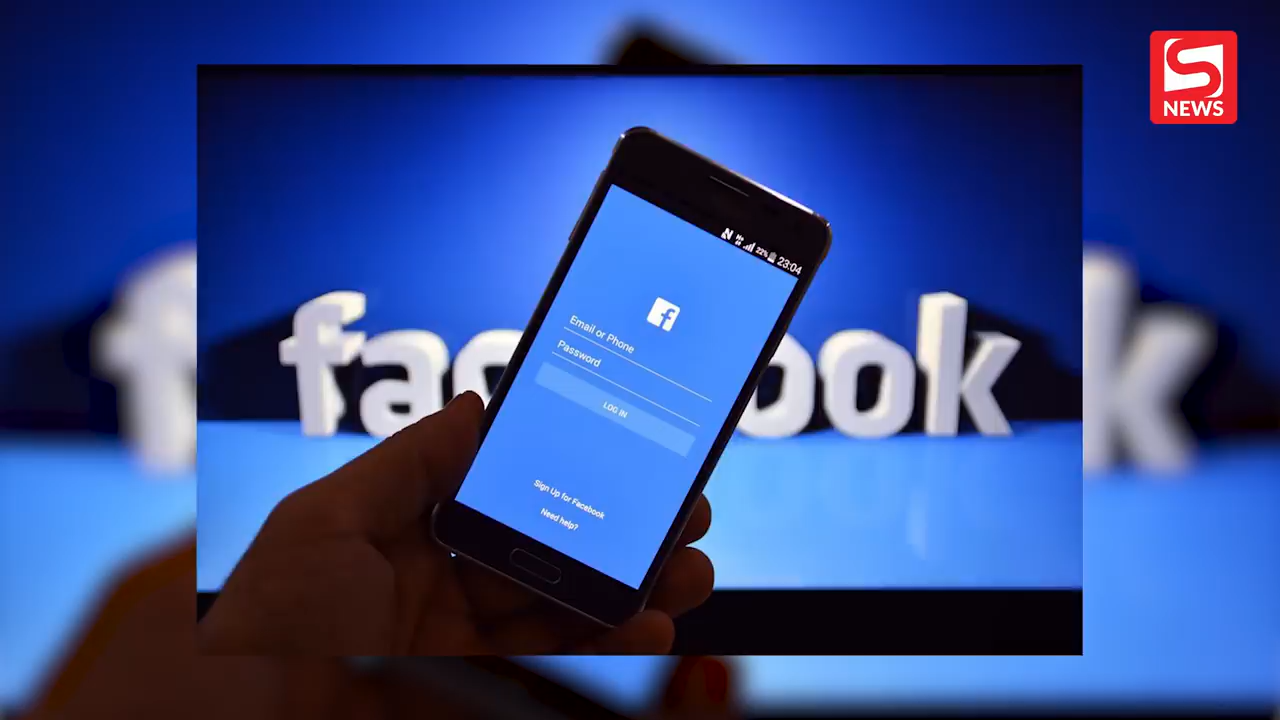 S
NEWS
N
22%
23:04
facebook
f
Email or Phone
Password
LOG IN
Sign Up for Facebook
Need help?